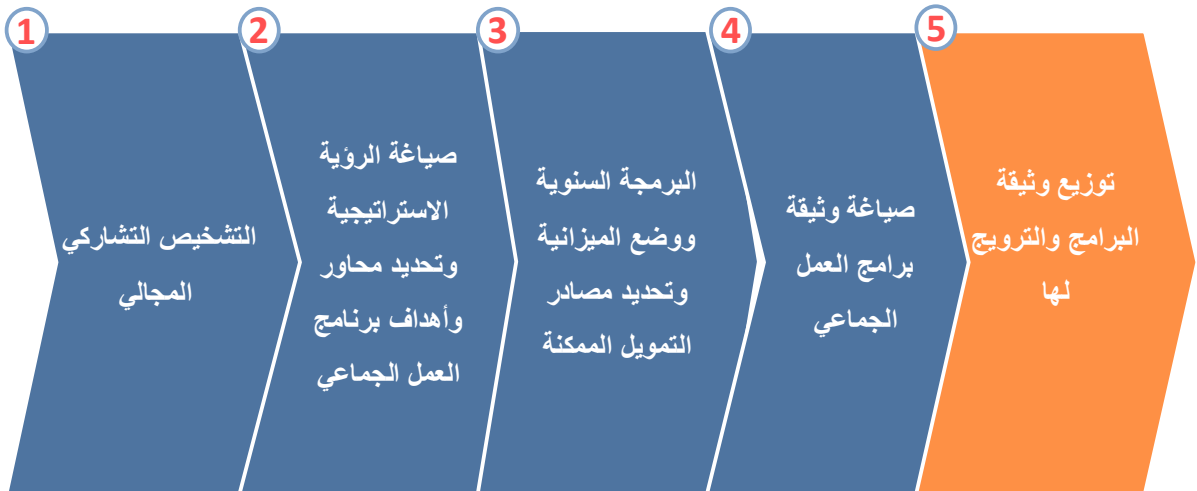 1
التشخيص التشاركي
المجالي
2
صياغة الرؤية
الاستراتيجية
وتحديد محاور
وأهداف برنامج
العمل الجماعي
3
البرمجة السنوية
ووضع الميزانية
وتحديد مصادر
التمويل الممكنة
4
صياغة وثيقة
برامج العمل
الجماعي
5
توزيع وثيقة
البرامج والترويج
لها